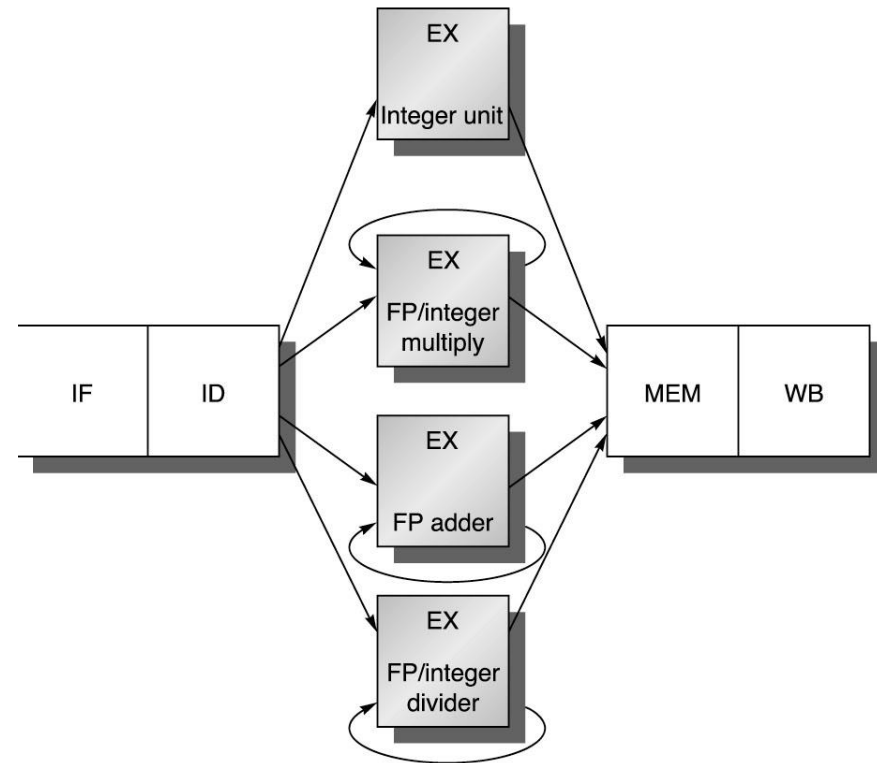 EX
Integer unit
EX
FP/integer
multiply
IF
ID
MEM
WB
EX
FP adder
EX
FP/integer
divider